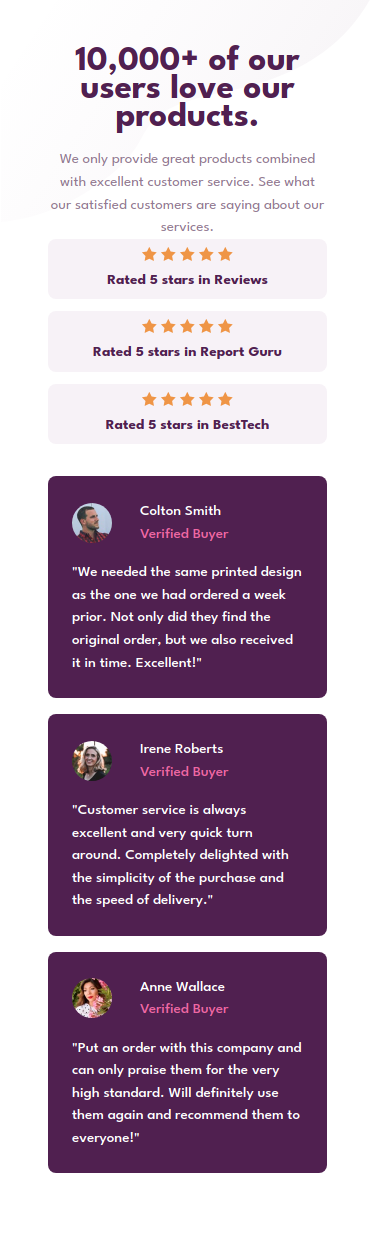 10,000+ of our
users love our
products.
We only provide great products combined
with excellent customer service. See what
our satisfied customers are saying about our
services.
Rated 5 stars in Reviews
Rated 5 stars in Report Guru
Rated 5 stars in BestTech
Colton Smith
Verified Buyer
"We needed the same printed design
as the one we had ordered a week
prior. Not only did they find the
original order, but we also received
it in time. Excellent!"
Irene Roberts
Verified Buyer
"Customer service is always
excellent and very quick turn
around. Completely delighted with
the simplicity of the purchase and
the speed of delivery."
Anne Wallace
Verified Buyer
"Put an order with this company and
can only praise them for the very
high standard. Will definitely use
them again and recommend them to
everyone!"